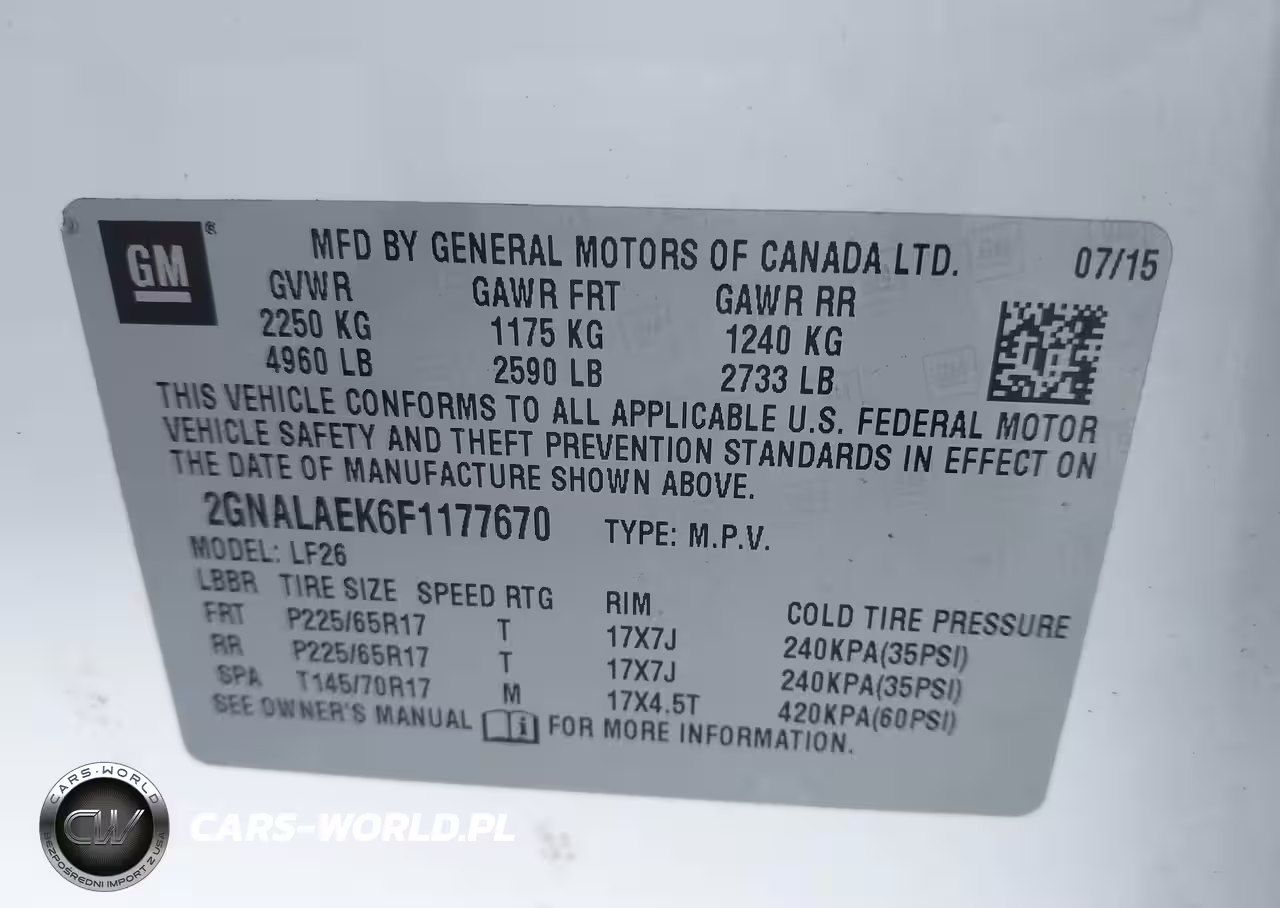 GM®
MFD BY GENERAL MOTORS OF CANADA LTD. 07/15
GVWR GAWR FRT GAWR RR
2250 KG 1175 KG 1240 KG
4960 LB 2590 LB 2733 LB
THIS VEHICLE CONFORMS TO ALL APPLICABLE U.S. FEDERAL MOTOR
VEHICLE SAFETY AND THEFT PREVENTION STANDARDS IN EFFECT ON
THE DATE OF MANUFACTURE SHOWN ABOVE.
2GNALAEK6F1177670 TYPE: M.P.V.
MODEL: LF26
LBBR TIRE SIZE SPEED RTG RIM COLD TIRE PRESSURE
FRT P225/65R17 T 17X7J 240KPA(35PSI)
RR P225/65R17 T 17X7J 240KPA(35PSI)
SPA T145/70R17 M 17X4.5T 420KPA(60PSI)
SEE OWNER'S MANUAL i FOR MORE INFORMATION.
CARS-WORLD
CW
BEZPOŚREDNI IMPORT Z USA
CARS-WORLD.PL